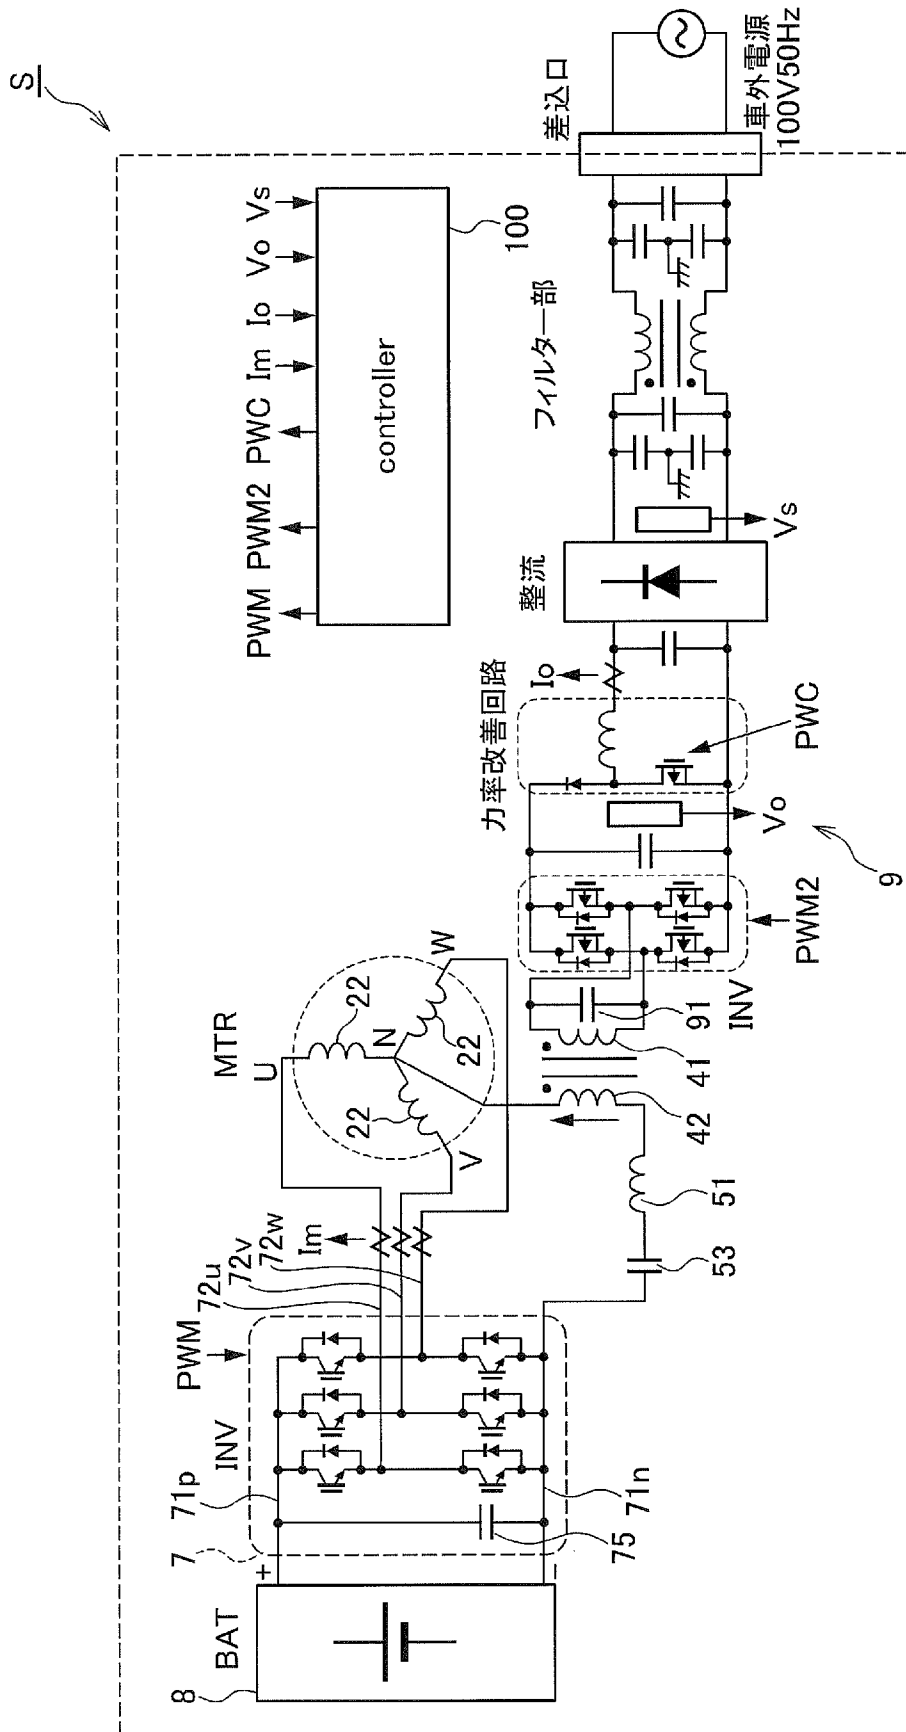 S
PWM
PWM2
PWC
Im
Io
Vo
Vs
controller
100
差込口
車外電源
100V50Hz
フィルター部
整流
Vs
力率改善回路
Io
PWC
Vo
9
PWM2
INV
91
41
42
51
53
MTR
U
22
N
W
22
22
V
Im
72u
72v
72w
PWM
INV
71p
71n
75
7
+
−
BAT
8